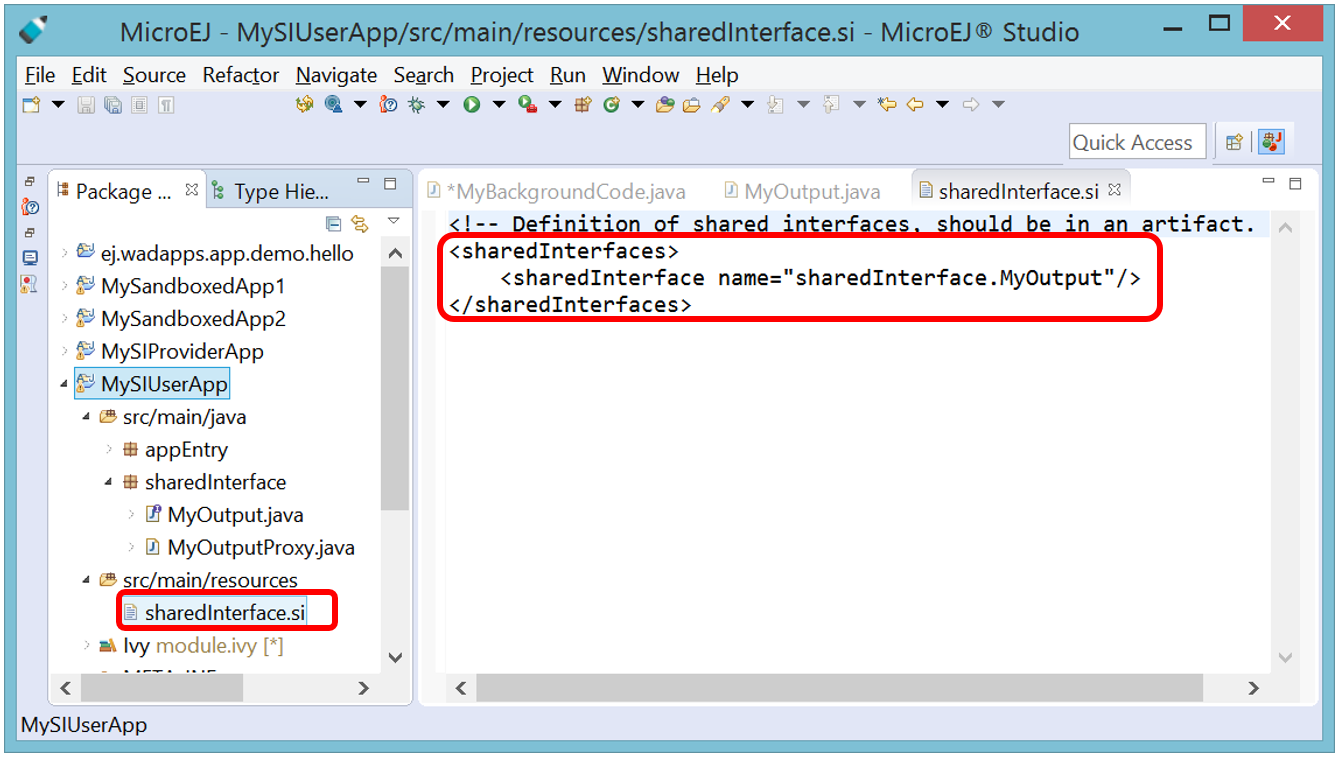 MicroEJ - MySIUserApp/src/main/resources/sharedInterface.si - MicroEJ® Studio
File Edit Source Refactor Navigate Search Project Run Window Help
Quick Access
Package ... Type Hie...
ej.wadapps.app.demo.hello
MySandboxedApp1
MySandboxedApp2
MySIProviderApp
MySIUserApp
src/main/java
appEntry
sharedInterface
MyOutput.java
MyOutputProxy.java
src/main/resources
sharedInterface.si
Ivy module.ivy [*]
*MyBackgroundCode.java MyOutput.java sharedInterface.si
<!-- Definition of shared interfaces, should be in an artifact.
<sharedInterfaces>
<sharedInterface name="sharedInterface.MyOutput"/>
</sharedInterfaces>
MySIUserApp